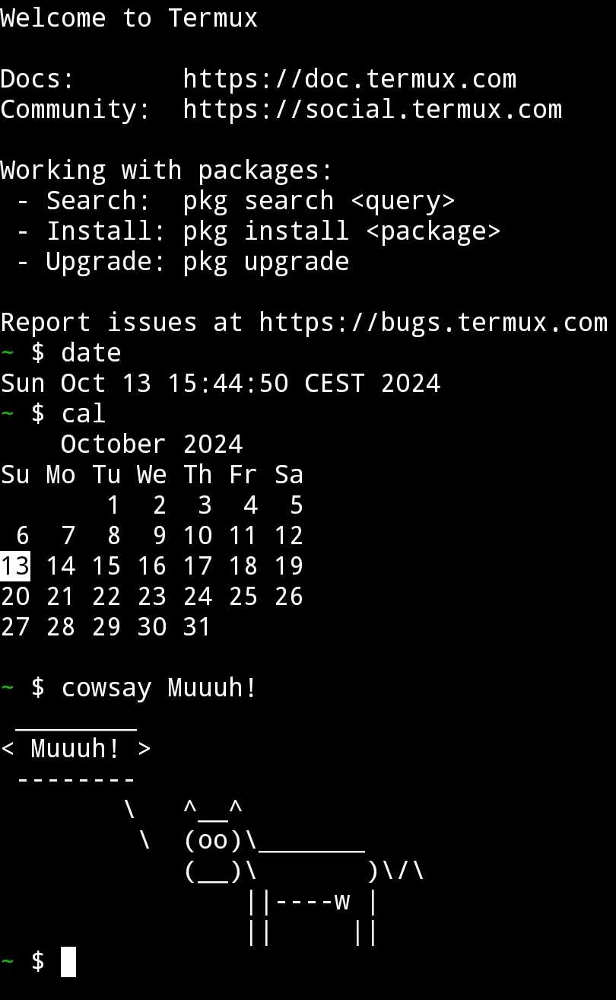 Welcome to Termux

Docs:       https://doc.termux.com
Community:  https://social.termux.com

Working with packages:
 - Search:  pkg search <query>
 - Install: pkg install <package>
 - Upgrade: pkg upgrade

Report issues at https://bugs.termux.com
~ $ date
Sun Oct 13 15:44:50 CEST 2024
~ $ cal
    October 2024
Su Mo Tu We Th Fr Sa
       1  2  3  4  5
 6  7  8  9 10 11 12
13 14 15 16 17 18 19
20 21 22 23 24 25 26
27 28 29 30 31

~ $ cowsay Muuuh!
 ________
< Muuuh! >
 --------
        \   ^__^
         \  (oo)\_______
            (__)\       )\/\
                ||----w |
                ||     ||
~ $